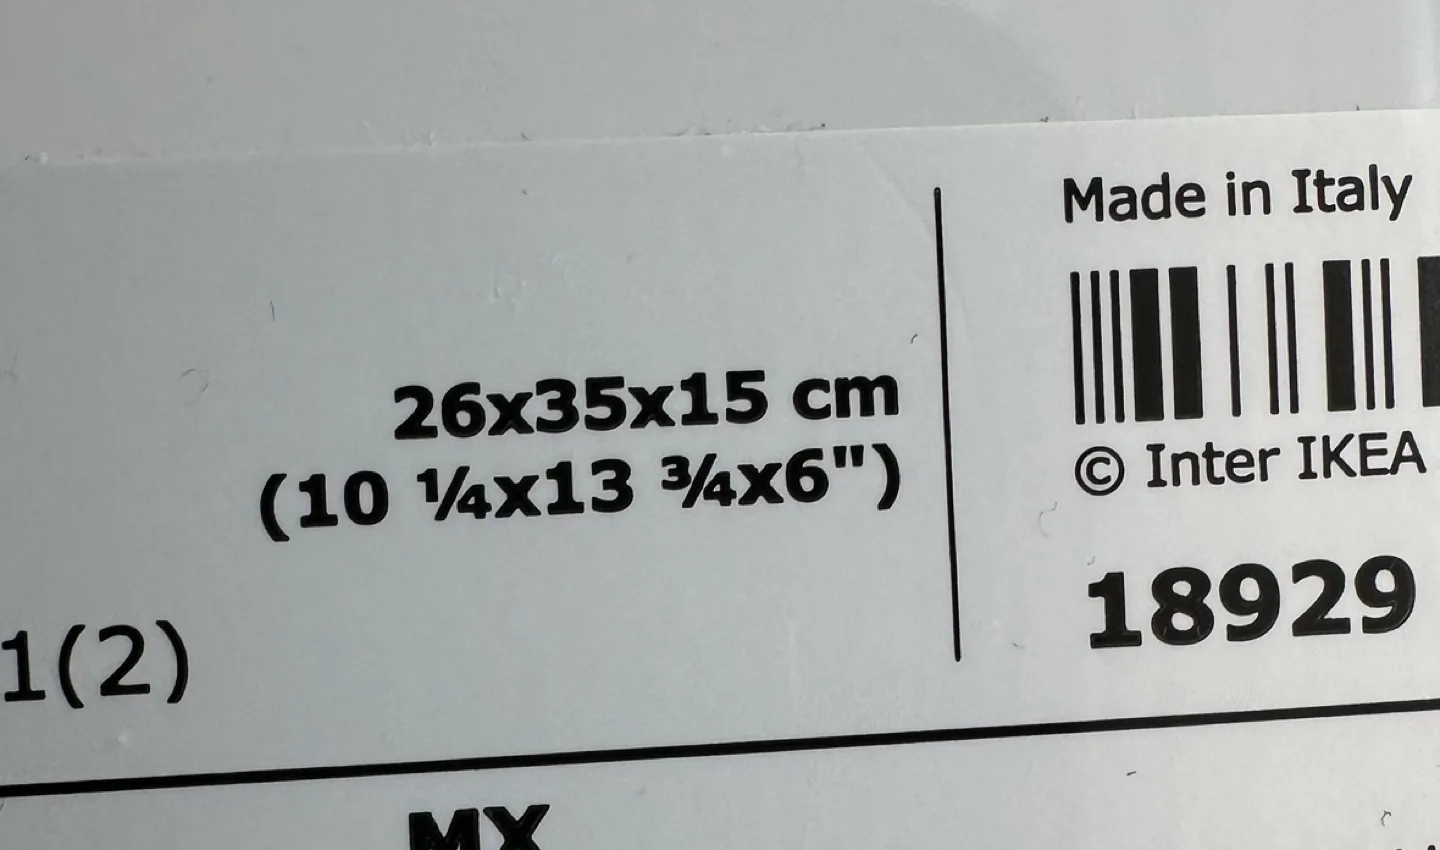 Made in Italy
26x35x15 cm
(10 ¼x13 ¾x6")
© Inter IKEA
18929
1(2)
MX